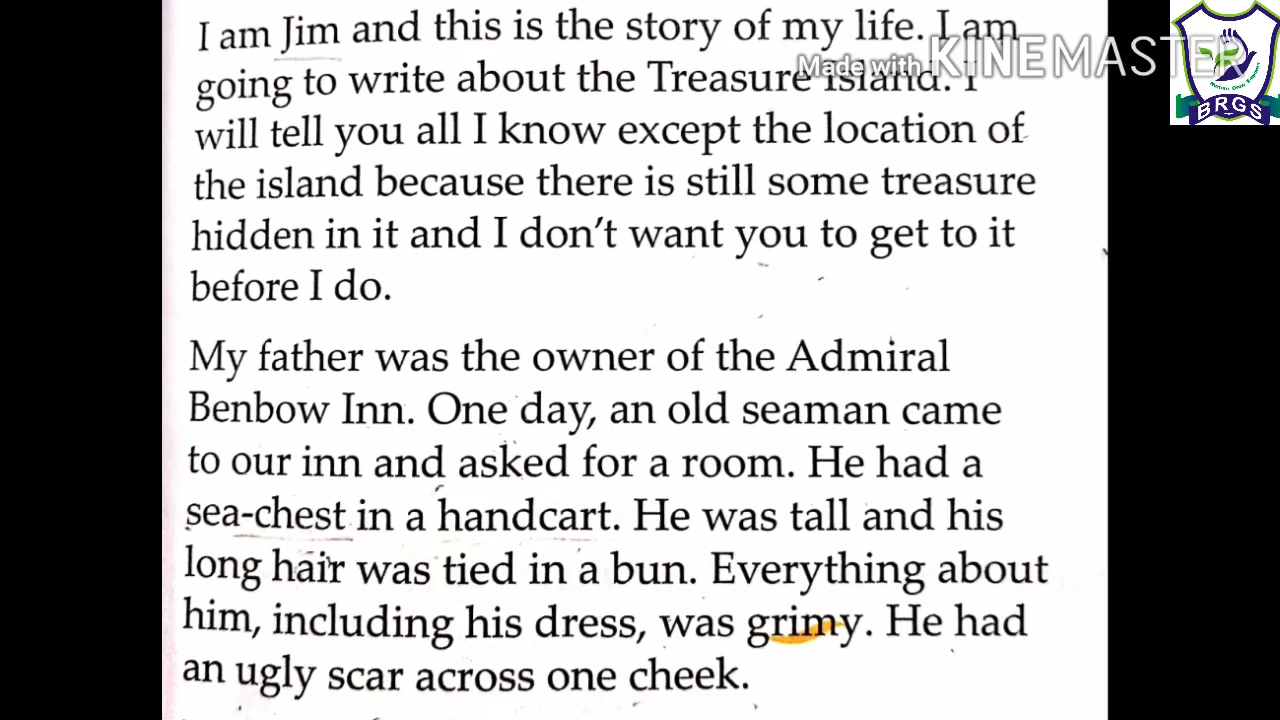 I am Jim and this is the story of my life. I am
going to write about the Treasure Island. I
will tell you all I know except the location of
the island because there is still some treasure
hidden in it and I don't want you to get to it
before I do.
My father was the owner of the Admiral
Benbow Inn. One day, an old seaman came
to our inn and asked for a room. He had a
sea-chest in a handcart. He was tall and his
long hair was tied in a bun. Everything about
him, including his dress, was grimy. He had
an ugly scar across one cheek.
Made with KINEMASTER
BRGS